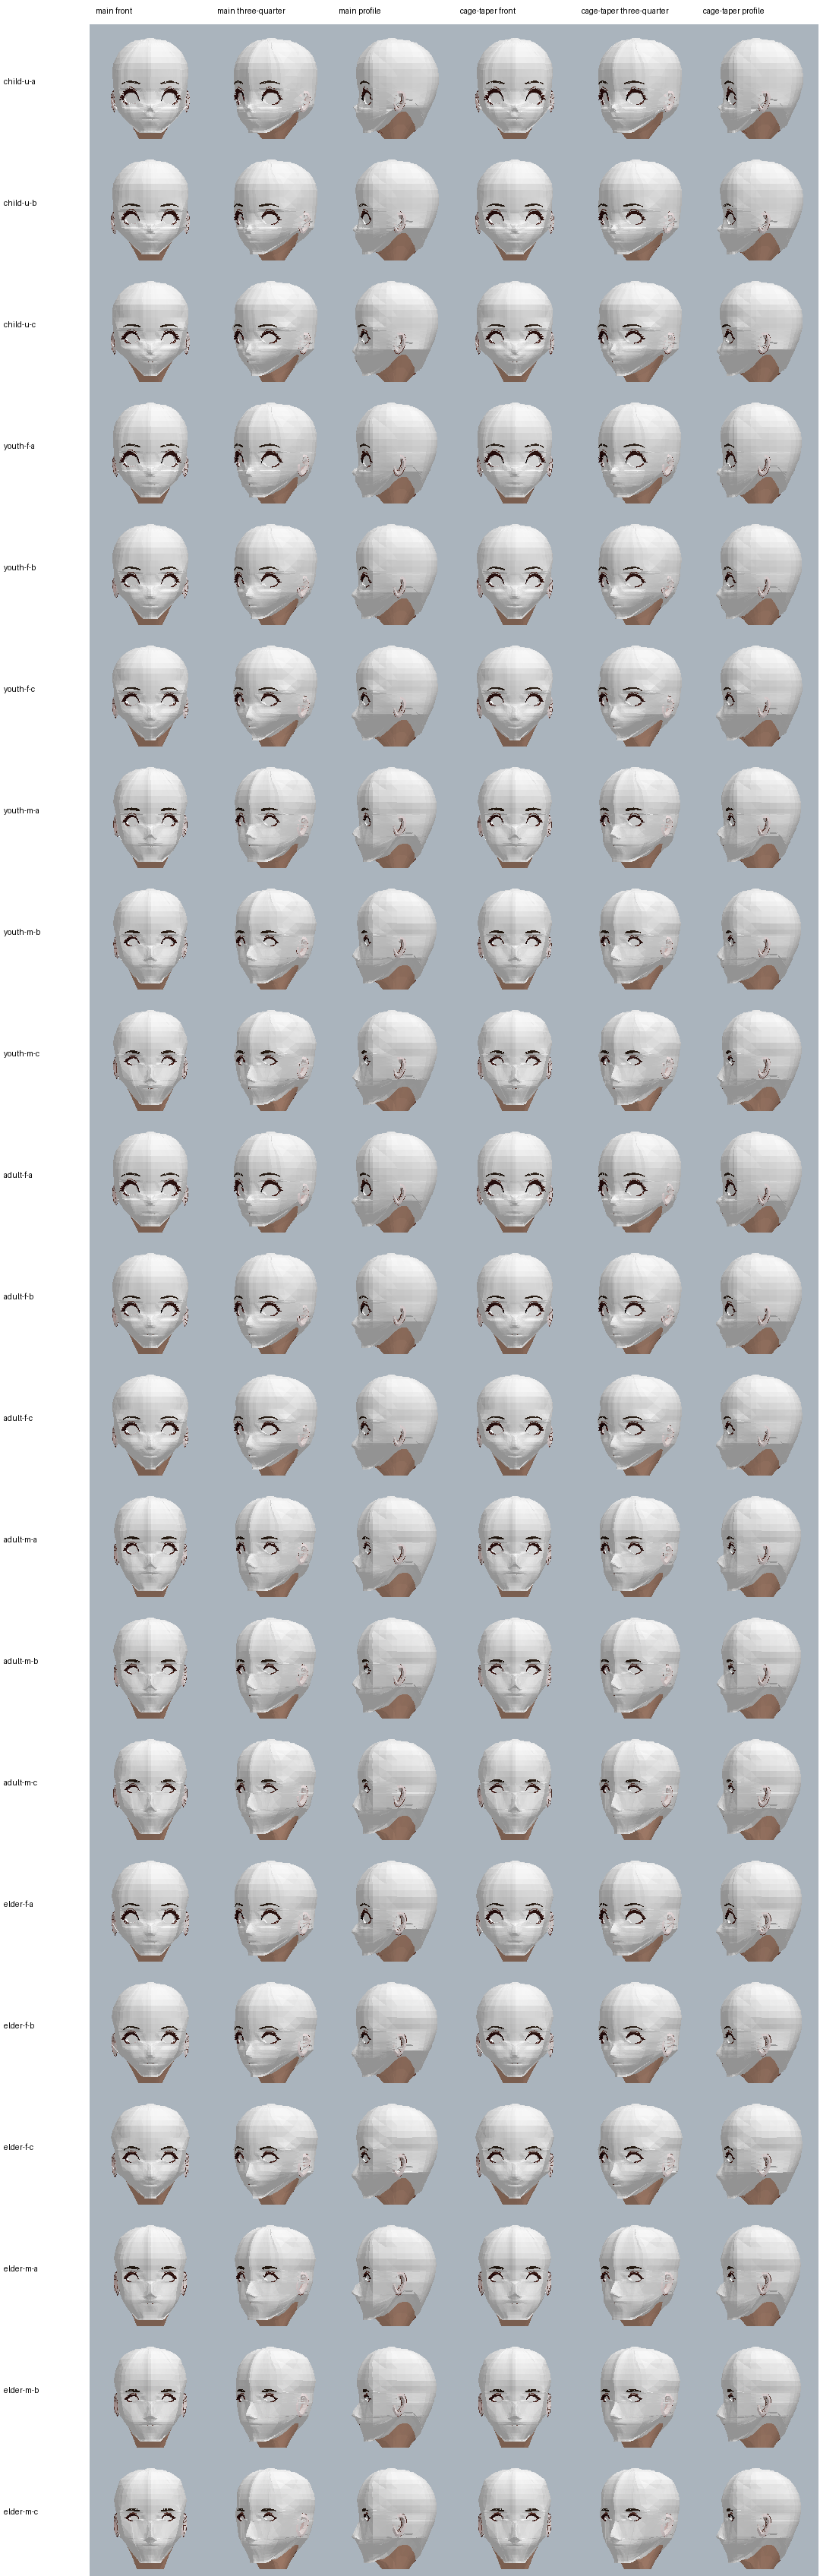 main front main three-quarter main profile cage-taper front cage-taper three-quarter cage-taper profile
child-u-a
child-u-b
child-u-c
youth-f-a
youth-f-b
youth-f-c
youth-m-a
youth-m-b
youth-m-c
adult-f-a
adult-f-b
adult-f-c
adult-m-a
adult-m-b
adult-m-c
elder-f-a
elder-f-b
elder-f-c
elder-m-a
elder-m-b
elder-m-c